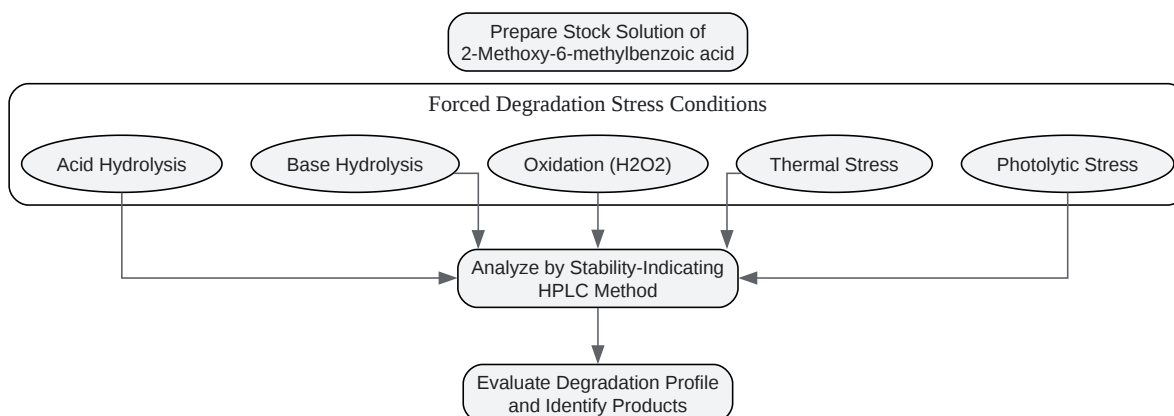 Prepare Stock Solution of
2-Methoxy-6-methylbenzoic acid
Forced Degradation Stress Conditions
Acid Hydrolysis
Base Hydrolysis
Oxidation (H2O2)
Thermal Stress
Photolytic Stress
Analyze by Stability-Indicating
HPLC Method
Evaluate Degradation Profile
and Identify Products